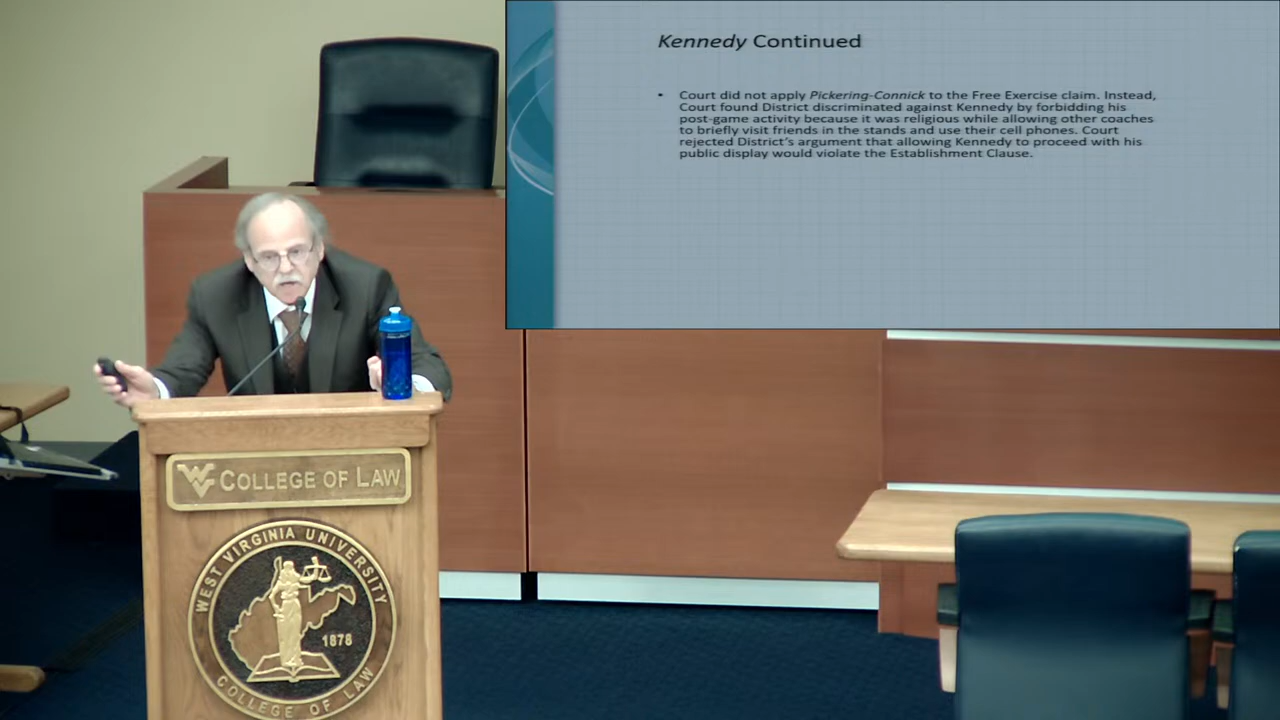 Kennedy Continued
• Court did not apply Pickering-Connick to the Free Exercise claim. Instead,
Court found District discriminated against Kennedy by forbidding his
post-game activity because it was religious while allowing other coaches
to briefly visit friends in the stands and use their cell phones. Court
rejected District's argument that allowing Kennedy to proceed with his
public display would violate the Establishment Clause.
WV COLLEGE OF LAW
WEST VIRGINIA UNIVERSITY
1878
COLLEGE OF LAW